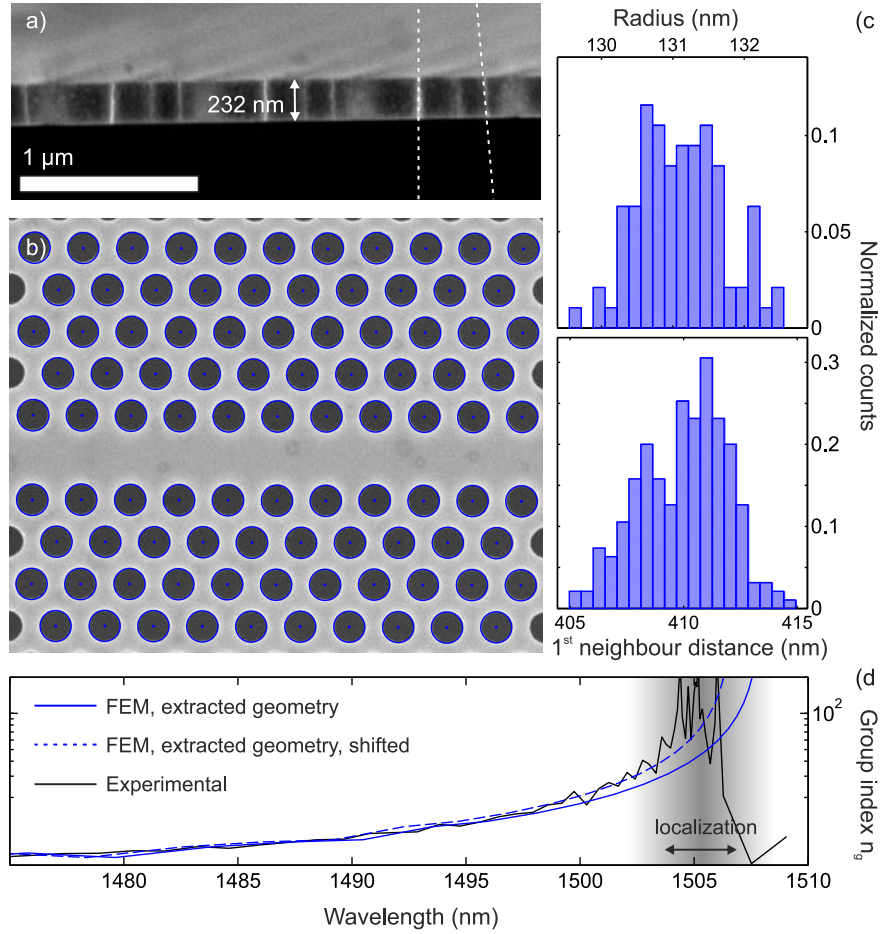 a)
232 nm
1 µm
b)
Radius (nm)
(c
130 131 132
0.1
0.05
0
Normalized counts
0.3
0.2
0.1
0
405 410 415
1st neighbour distance (nm)
(d
FEM, extracted geometry
FEM, extracted geometry, shifted
Experimental
localization
10²
Group index ng
1480 1485 1490 1495 1500 1505 1510
Wavelength (nm)